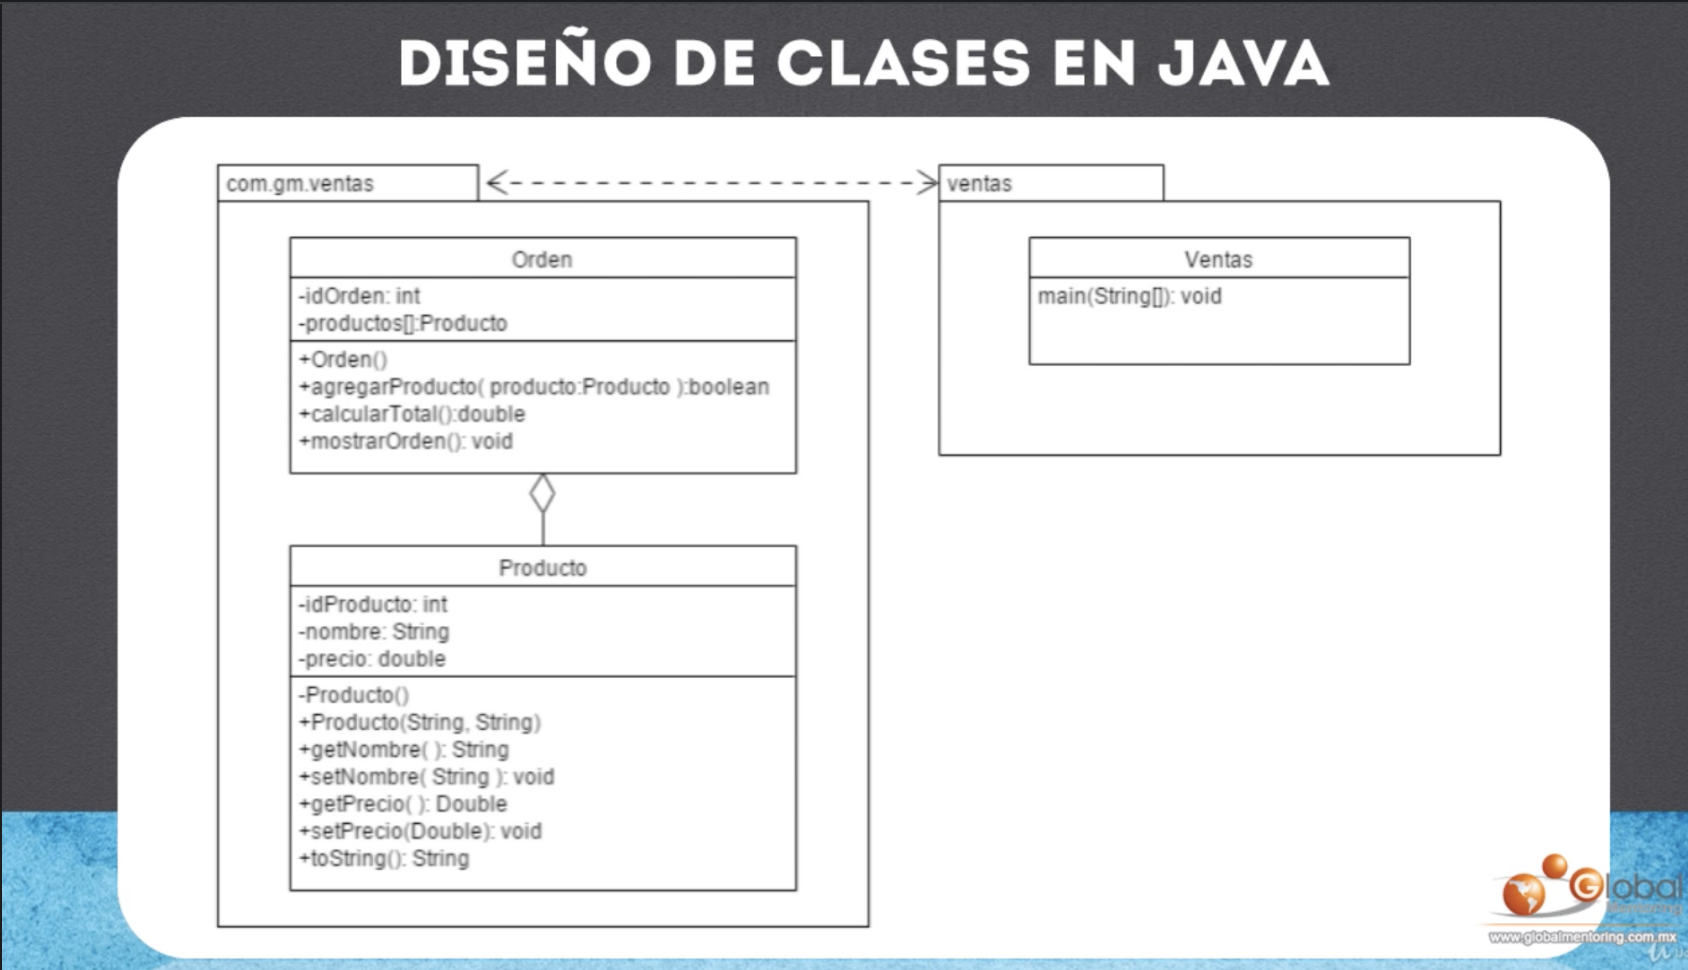 DISEÑO DE CLASES EN JAVA
com.gm.ventas
Orden
-idOrden: int
-productos[]:Producto
+Orden()
+agregarProducto( producto:Producto ):boolean
+calcularTotal():double
+mostrarOrden(): void
Producto
-idProducto: int
-nombre: String
-precio: double
-Producto()
+Producto(String, String)
+getNombre( ): String
+setNombre( String ): void
+getPrecio( ): Double
+setPrecio(Double): void
+toString(): String
ventas
Ventas
main(String[]): void
Global
Mentoring
www.globalmentoring.com.mx